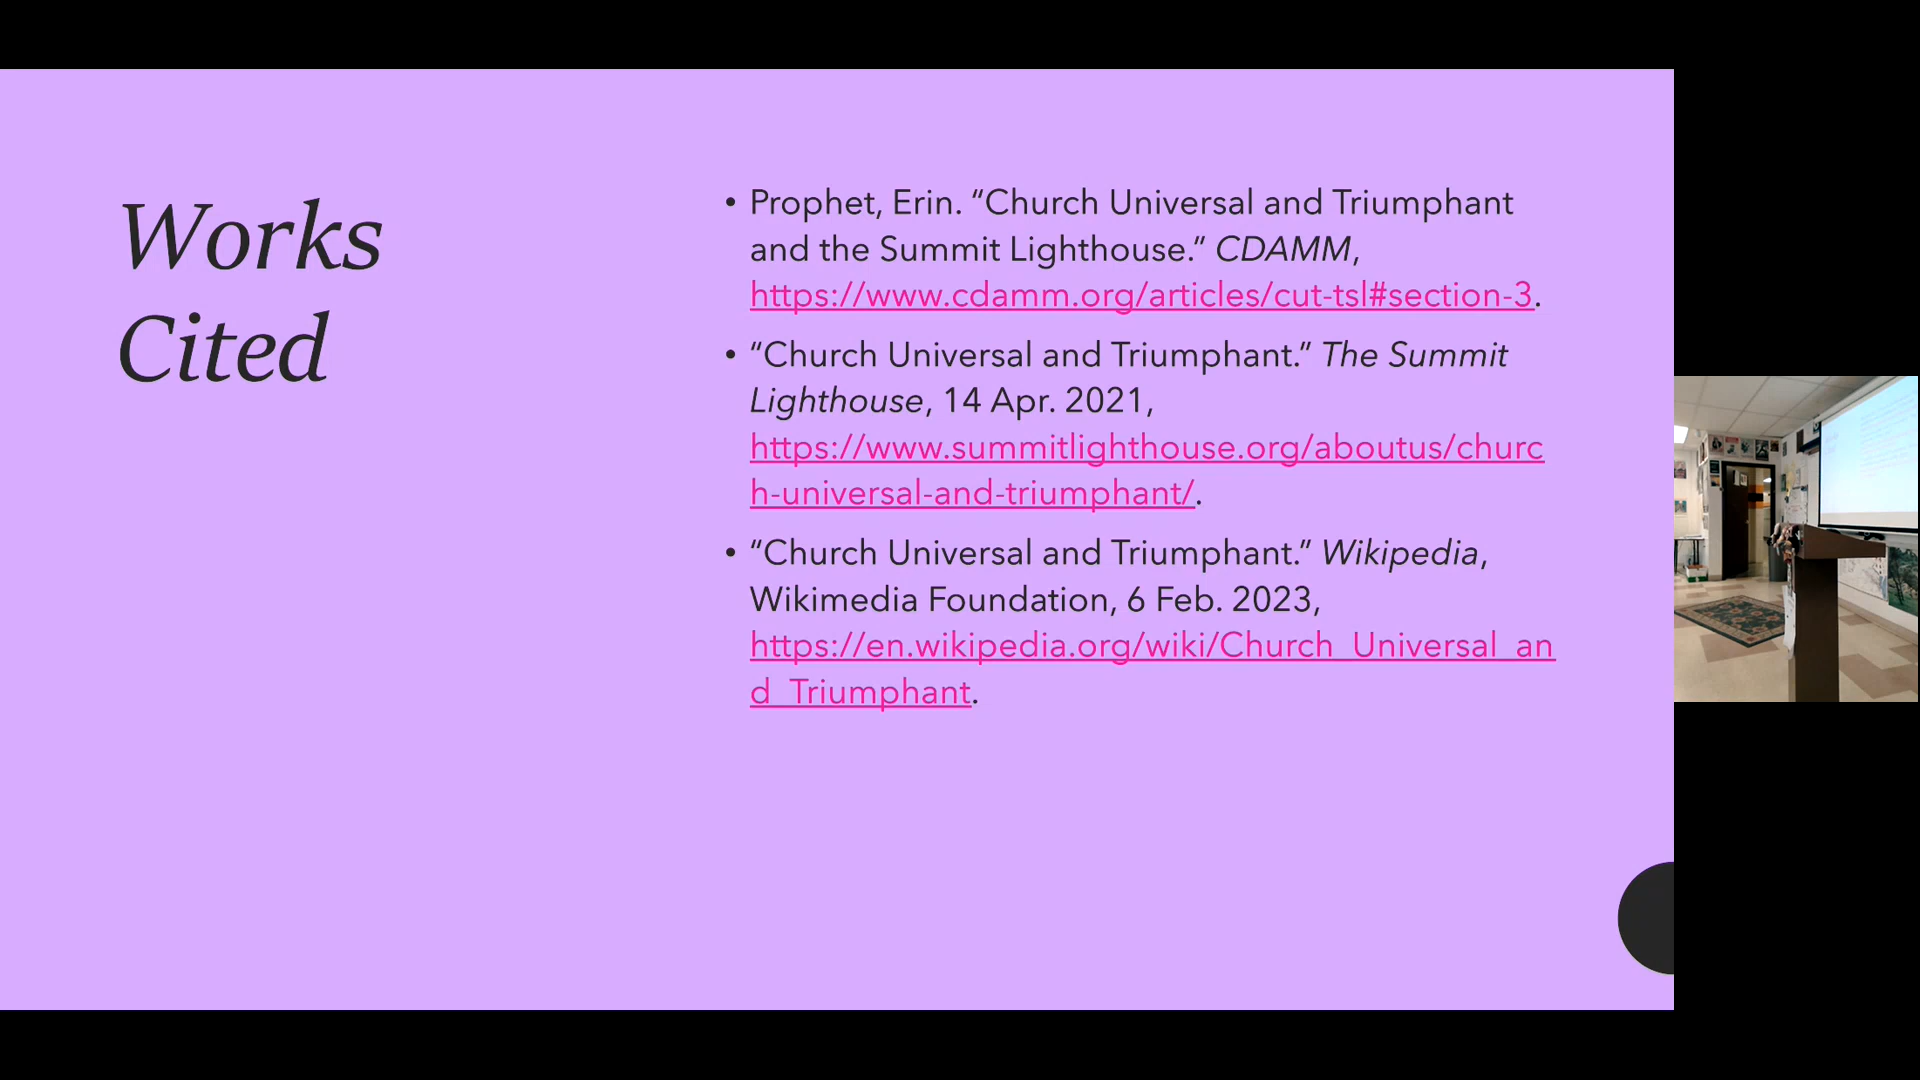 Works
Cited
• Prophet, Erin. “Church Universal and Triumphant
and the Summit Lighthouse.” CDAMM,
https://www.cdamm.org/articles/cut-tsl#section-3.
• “Church Universal and Triumphant.” The Summit
Lighthouse, 14 Apr. 2021,
https://www.summitlighthouse.org/aboutus/churc
h-universal-and-triumphant/.
• “Church Universal and Triumphant.” Wikipedia,
Wikimedia Foundation, 6 Feb. 2023,
https://en.wikipedia.org/wiki/Church_Universal_an
d_Triumphant.